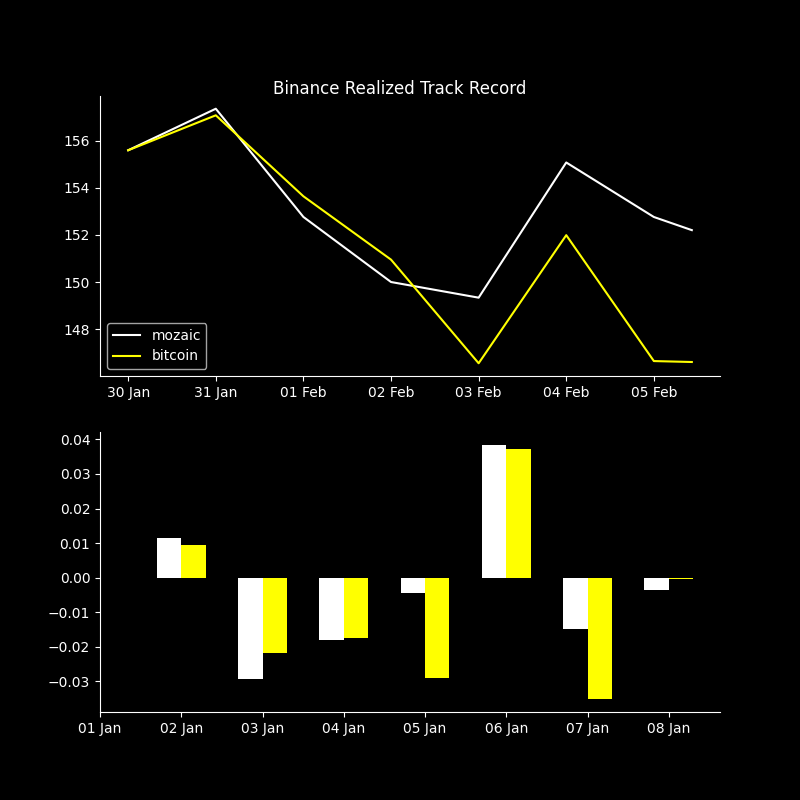 Binance Realized Track Record
156
154
152
150
148
mozaic
bitcoin
30 Jan 31 Jan 01 Feb 02 Feb 03 Feb 04 Feb 05 Feb
0.04
0.03
0.02
0.01
0.00
−0.01
−0.02
−0.03
01 Jan 02 Jan 03 Jan 04 Jan 05 Jan 06 Jan 07 Jan 08 Jan